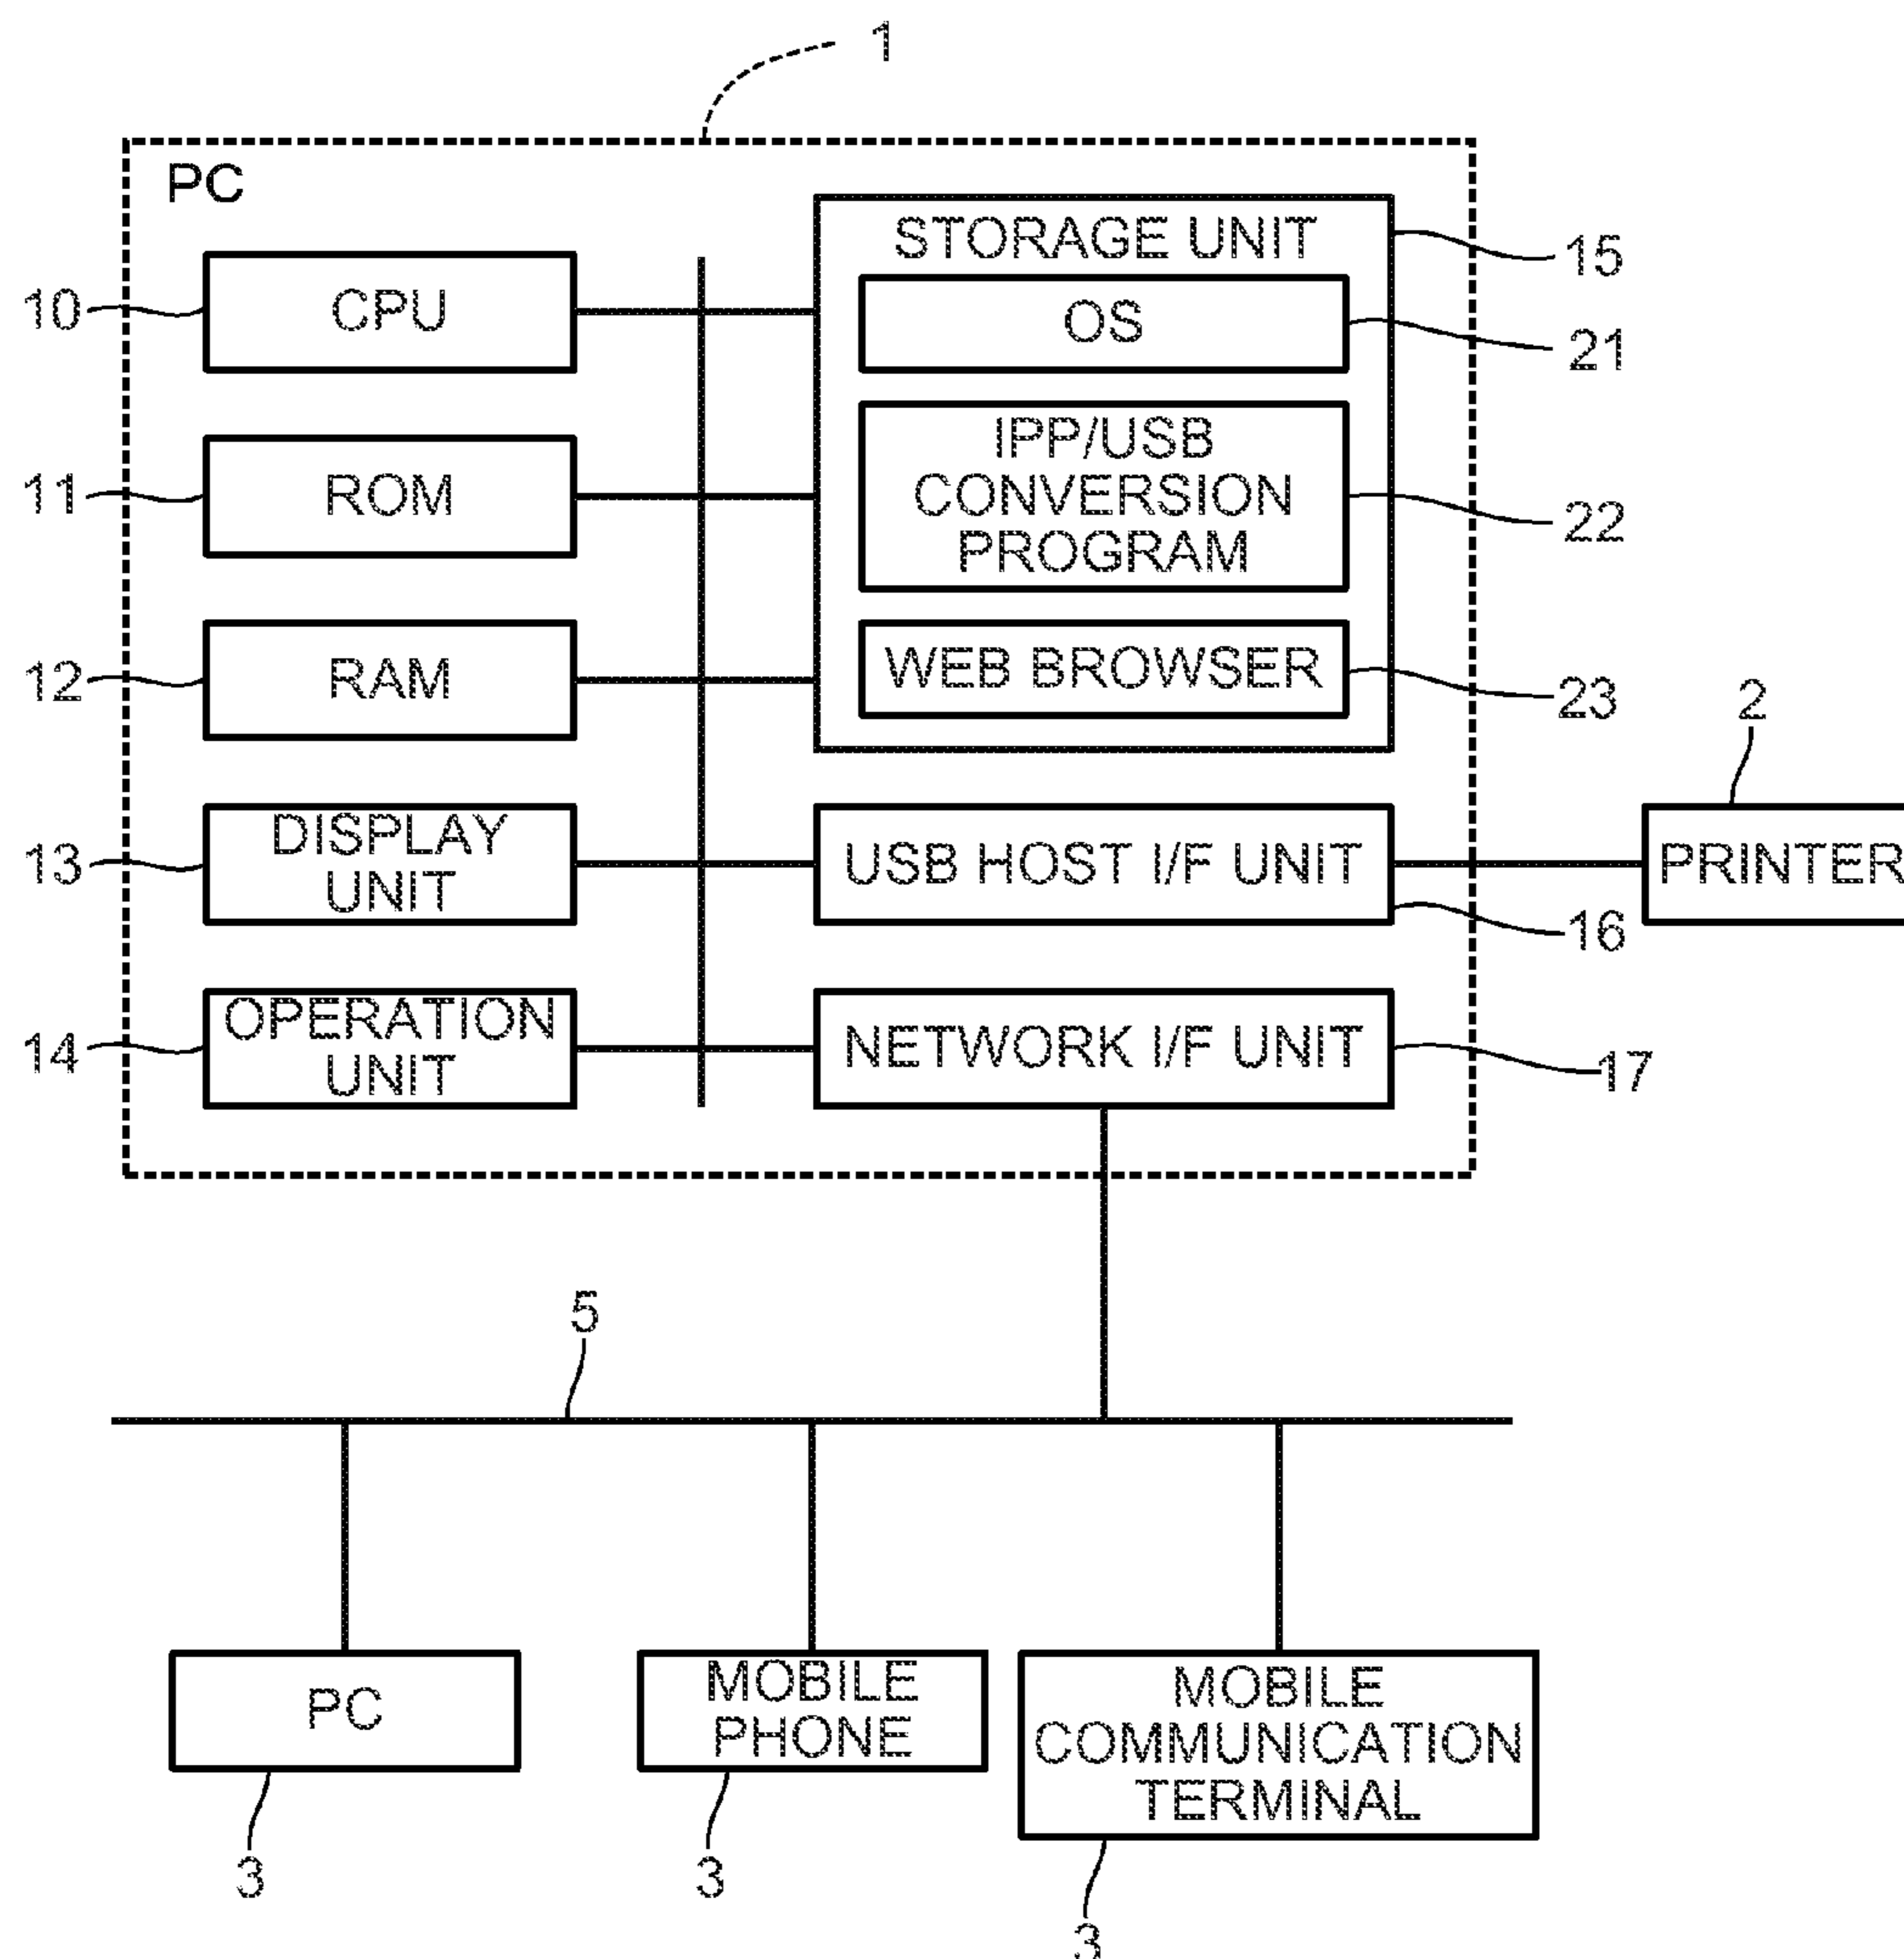 1
PC
STORAGE UNIT
15
10
CPU
OS
21
IPP/USB
CONVERSION
PROGRAM
22
11
ROM
12
RAM
WEB BROWSER
23
2
13
DISPLAY
UNIT
USB HOST I/F UNIT
16
PRINTER
14
OPERATION
UNIT
NETWORK I/F UNIT
17
5
PC
MOBILE
PHONE
MOBILE
COMMUNICATION
TERMINAL
3
3
3